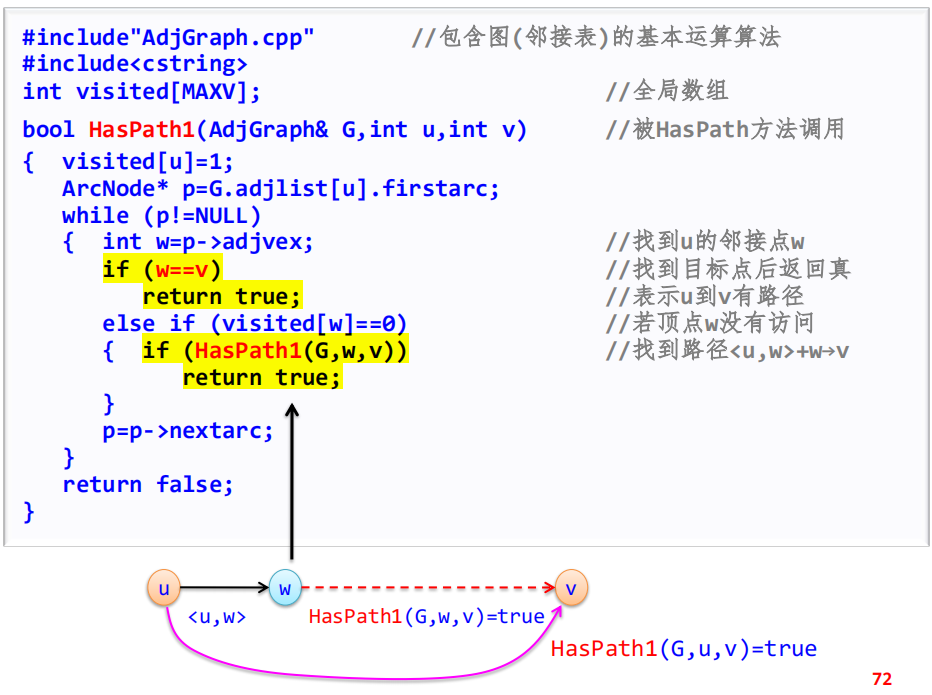 #include"AdjGraph.cpp" //包含图(邻接表)的基本运算算法
#include<cstring>
int visited[MAXV]; //全局数组
bool HasPath1(AdjGraph& G,int u,int v) //被HasPath方法调用
{ visited[u]=1;
ArcNode* p=G.adjlist[u].firstarc;
while (p!=NULL)
{ int w=p->adjvex; //找到u的邻接点w
if (w==v) //找到目标点后返回真
return true; //表示u到v有路径
else if (visited[w]==0) //若顶点w没有访问
{ if (HasPath1(G,w,v)) //找到路径<u,w>+w→v
return true;
}
p=p->nextarc;
}
return false;
}
u w v
<u,w> HasPath1(G,w,v)=true
HasPath1(G,u,v)=true
72